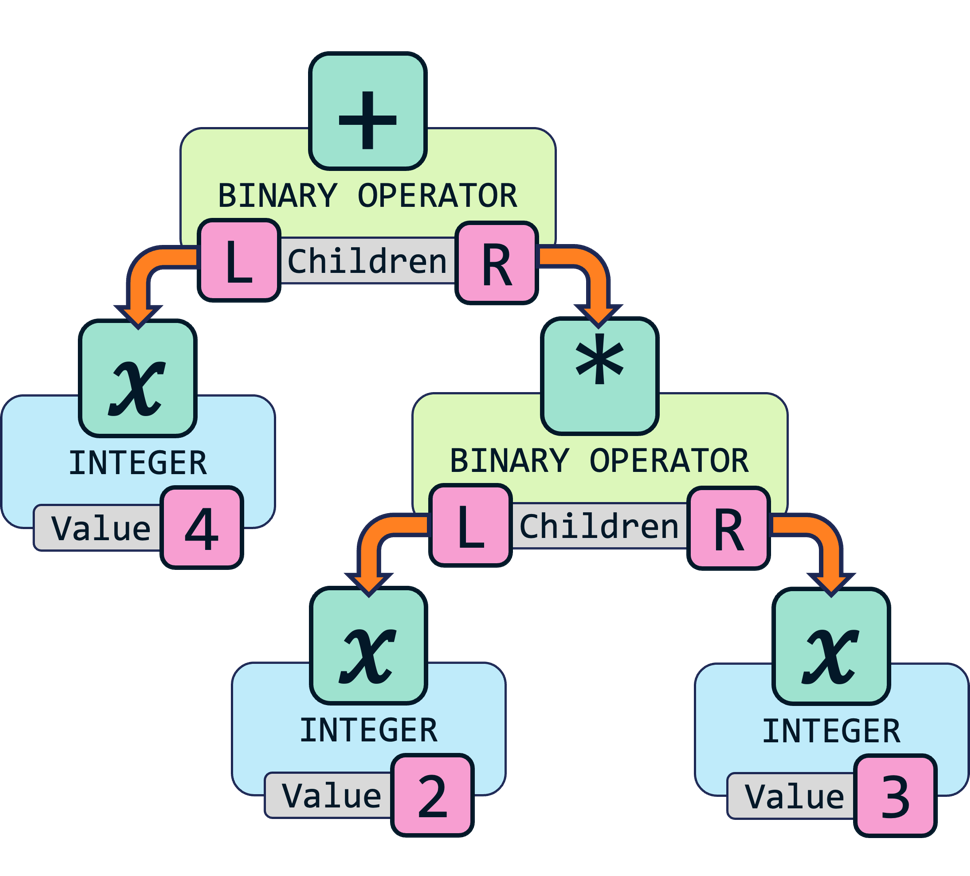 +
BINARY OPERATOR
L Children R
x
INTEGER
Value 4
*
BINARY OPERATOR
L Children R
x
INTEGER
Value 2
x
INTEGER
Value 3